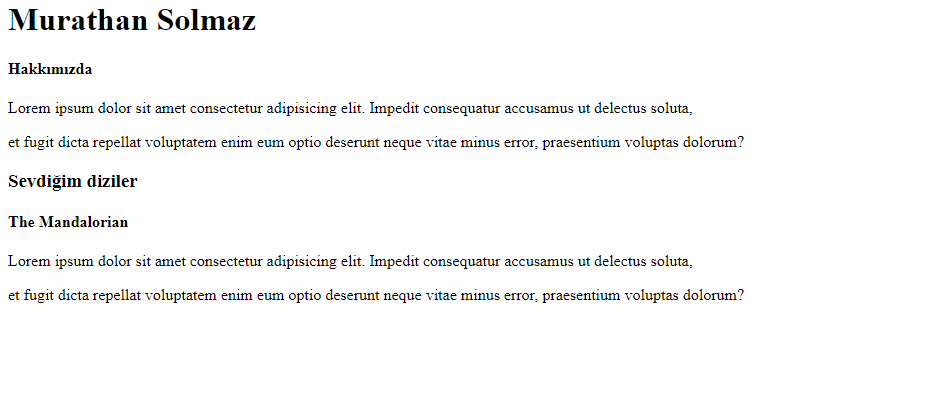 Murathan Solmaz
Hakkımızda
Lorem ipsum dolor sit amet consectetur adipisicing elit. Impedit consequatur accusamus ut delectus soluta,
et fugit dicta repellat voluptatem enim eum optio deserunt neque vitae minus error, praesentium voluptas dolorum?
Sevdiğim diziler
The Mandalorian
Lorem ipsum dolor sit amet consectetur adipisicing elit. Impedit consequatur accusamus ut delectus soluta,
et fugit dicta repellat voluptatem enim eum optio deserunt neque vitae minus error, praesentium voluptas dolorum?